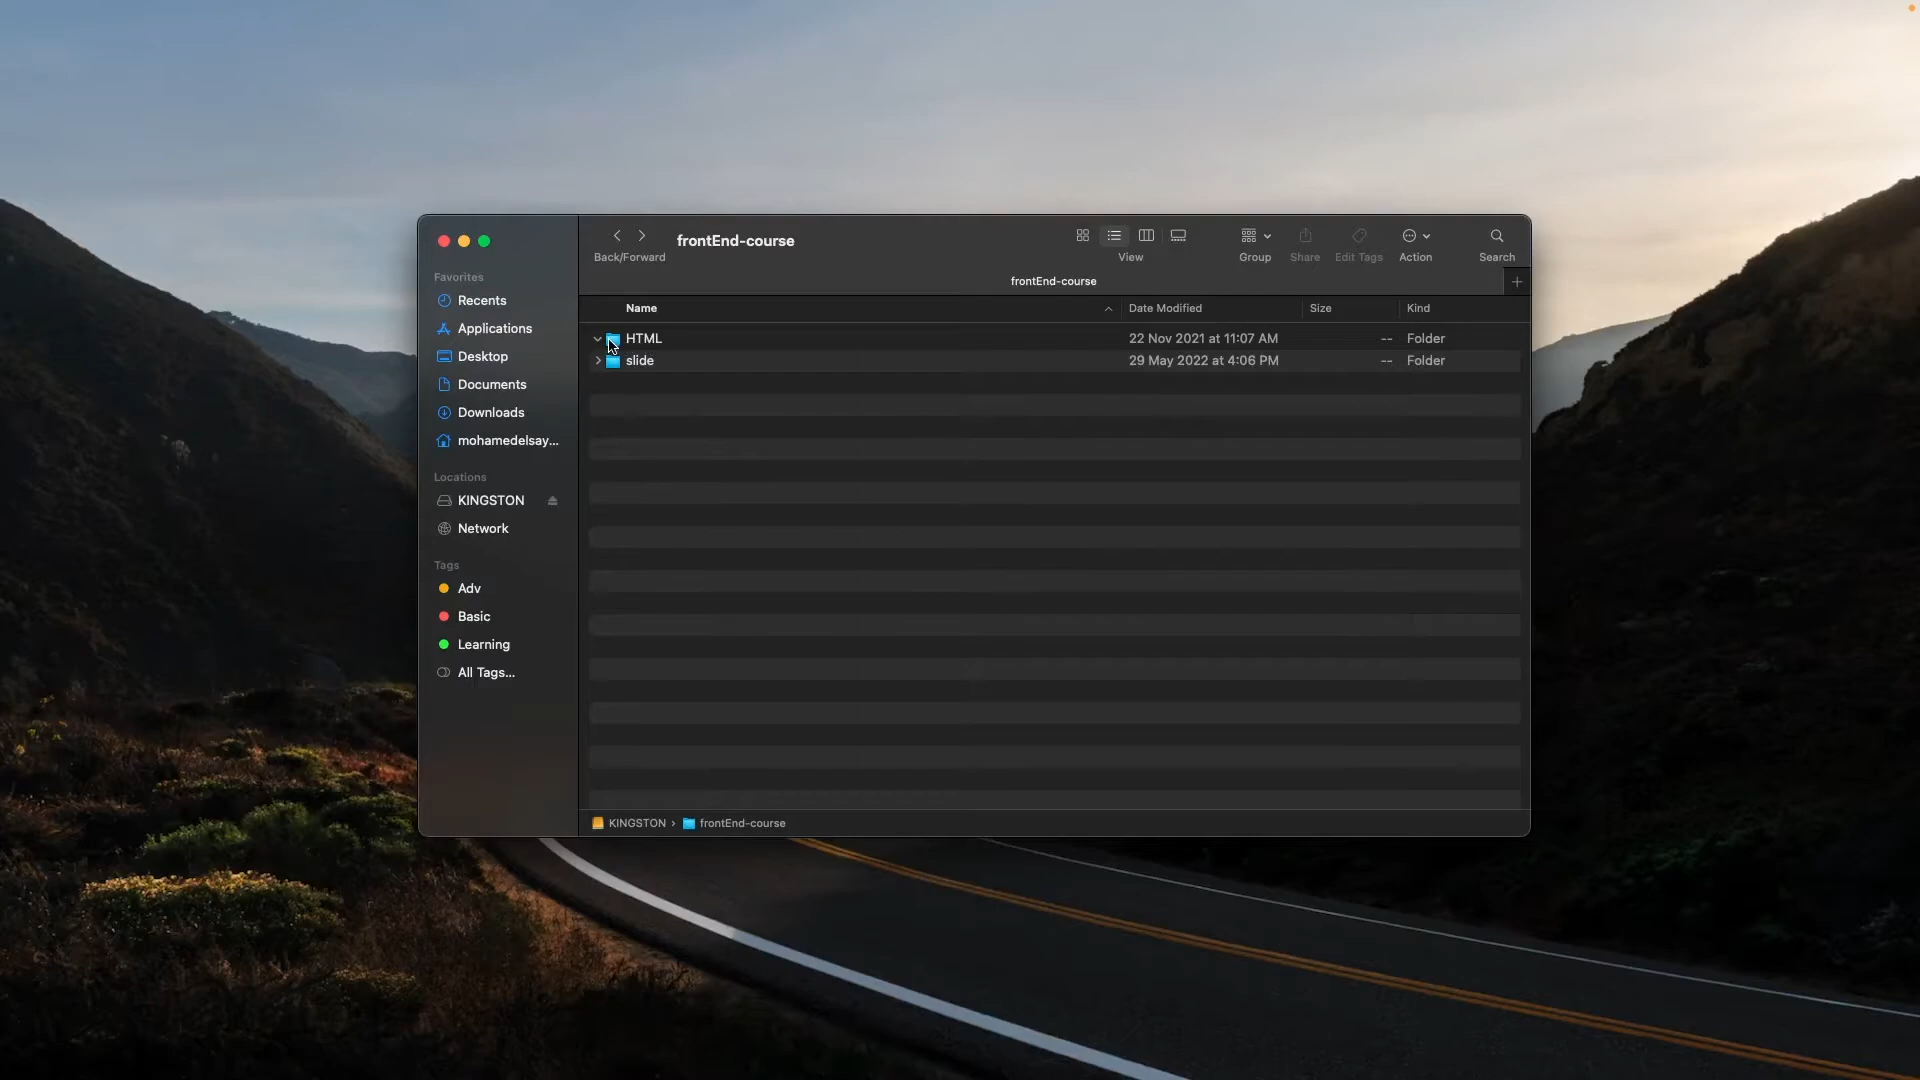 frontEnd-course
Back/Forward
View
Group
Share
Edit Tags
Action
Search
frontEnd-course
Favorites
Recents
Applications
Desktop
Documents
Downloads
mohamedelsay...
Locations
KINGSTON
Network
Tags
Adv
Basic
Learning
All Tags...
Name Date Modified Size Kind
HTML 22 Nov 2021 at 11:07 AM -- Folder
slide 29 May 2022 at 4:06 PM -- Folder
KINGSTON › frontEnd-course